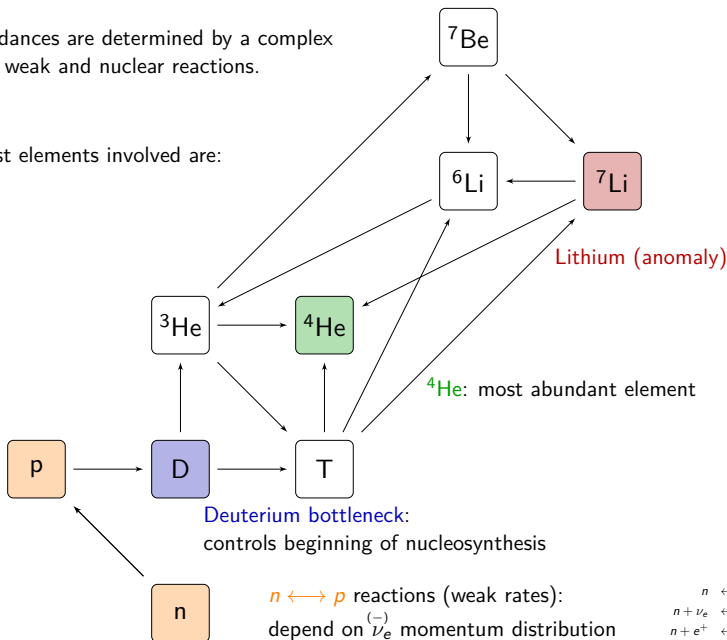 dances are determined by a complex
weak and nuclear reactions.
st elements involved are:
⁷Be
⁶Li
⁷Li
Lithium (anomaly)
³He
⁴He
⁴He: most abundant element
p
D
T
Deuterium bottleneck:
controls beginning of nucleosynthesis
n
n ⟷ p reactions (weak rates):
depend on ν̅ₑ⁽⁻⁾ momentum distribution
n ←
n + νₑ ←
n + e⁺ ←